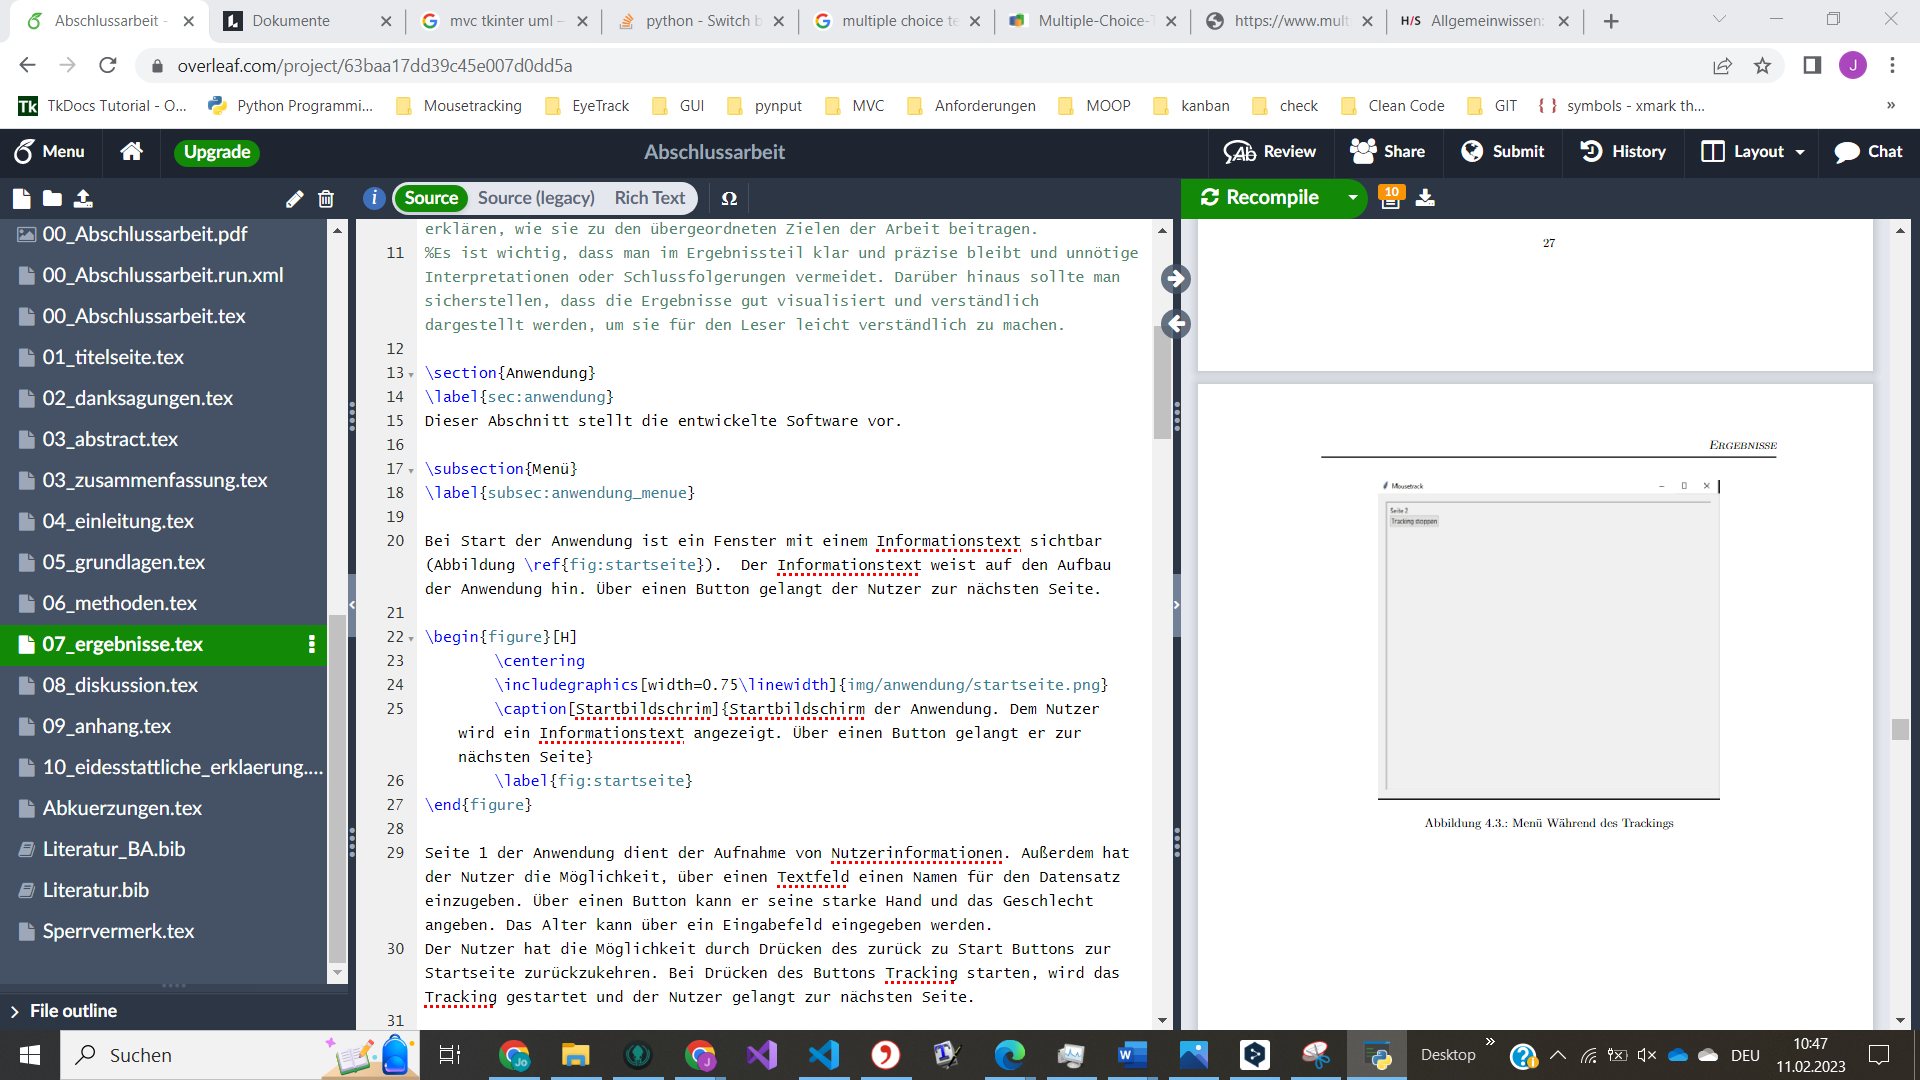 Abschlussarbeit -
Dokumente
mvc tkinter uml –
python - Switch b
multiple choice te
Multiple-Choice-T
https://www.mult
H/S Allgemeinwissen:
overleaf.com/project/63baa17dd39c45e007d0dd5a
J
Tk TkDocs Tutorial - O...
Python Programmi...
Mousetracking
EyeTrack
GUI
pynput
MVC
Anforderungen
MOOP
kanban
check
Clean Code
GIT
{ } symbols - xmark th...
»
Menu
Upgrade
Abschlussarbeit
Review
Share
Submit
History
Layout
Chat
i
Source
Source (legacy)
Rich Text
Ω
Recompile
10
00_Abschlussarbeit.pdf
00_Abschlussarbeit.run.xml
00_Abschlussarbeit.tex
01_titelseite.tex
02_danksagungen.tex
03_abstract.tex
03_zusammenfassung.tex
04_einleitung.tex
05_grundlagen.tex
06_methoden.tex
07_ergebnisse.tex
08_diskussion.tex
09_anhang.tex
10_eidesstattliche_erklaerung....
Abkuerzungen.tex
Literatur_BA.bib
Literatur.bib
Sperrvermerk.tex
File outline
erklären, wie sie zu den übergeordneten Zielen der Arbeit beitragen.
11 %Es ist wichtig, dass man im Ergebnissteil klar und präzise bleibt und unnötige
Interpretationen oder Schlussfolgerungen vermeidet. Darüber hinaus sollte man
sicherstellen, dass die Ergebnisse gut visualisiert und verständlich
dargestellt werden, um sie für den Leser leicht verständlich zu machen.
12
13 \section{Anwendung}
14 \label{sec:anwendung}
15 Dieser Abschnitt stellt die entwickelte Software vor.
16
17 \subsection{Menü}
18 \label{subsec:anwendung_menue}
19
20 Bei Start der Anwendung ist ein Fenster mit einem Informationstext sichtbar
(Abbildung \ref{fig:startseite}).  Der Informationstext weist auf den Aufbau
der Anwendung hin. Über einen Button gelangt der Nutzer zur nächsten Seite.
21
22 \begin{figure}[H]
23 \centering
24 \includegraphics[width=0.75\linewidth]{img/anwendung/startseite.png}
25 \caption[Startbildschrim]{Startbildschirm der Anwendung. Dem Nutzer
wird ein Informationstext angezeigt. Über einen Button gelangt er zur
nächsten Seite}
26 \label{fig:startseite}
27 \end{figure}
28
29 Seite 1 der Anwendung dient der Aufnahme von Nutzerinformationen. Außerdem hat
der Nutzer die Möglichkeit, über einen Textfeld einen Namen für den Datensatz
einzugeben. Über einen Button kann er seine starke Hand und das Geschlecht
angeben. Das Alter kann über ein Eingabefeld eingegeben werden.
30 Der Nutzer hat die Möglichkeit durch Drücken des zurück zu Start Buttons zur
Startseite zurückzukehren. Bei Drücken des Buttons Tracking starten, wird das
Tracking gestartet und der Nutzer gelangt zur nächsten Seite.
31
27
Ergebnisse
Mousetrack
Seite 2
Tracking stoppen
Abbildung 4.3.: Menü Während des Trackings
Suchen
Desktop
»
DEU
10:47
11.02.2023